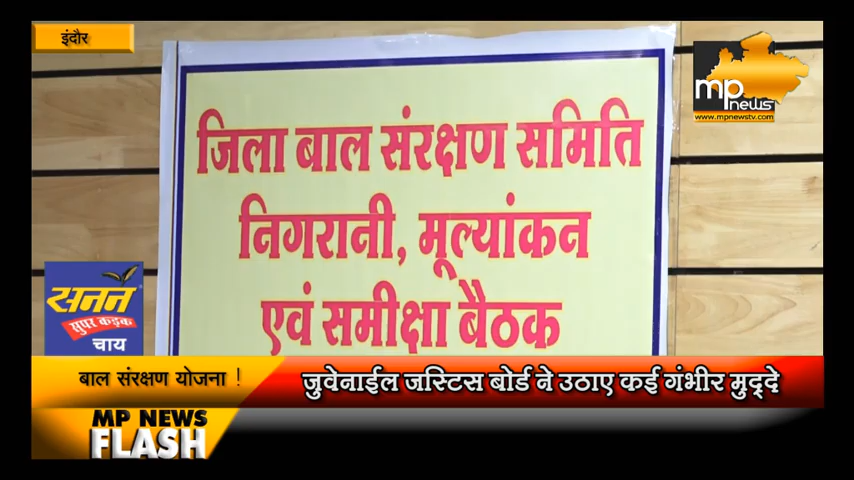 इंदौर
mp
news
www.mpnewstv.com
जिला बाल संरक्षण समिति
निगरानी, मूल्यांकन
एवं समीक्षा बैठक
सनन
सुपर कड़क
चाय
बाल संरक्षण योजना !
जुवेनाईल जस्टिस बोर्ड ने उठाए कई गंभीर मुद्दे
MP NEWS
FLASH